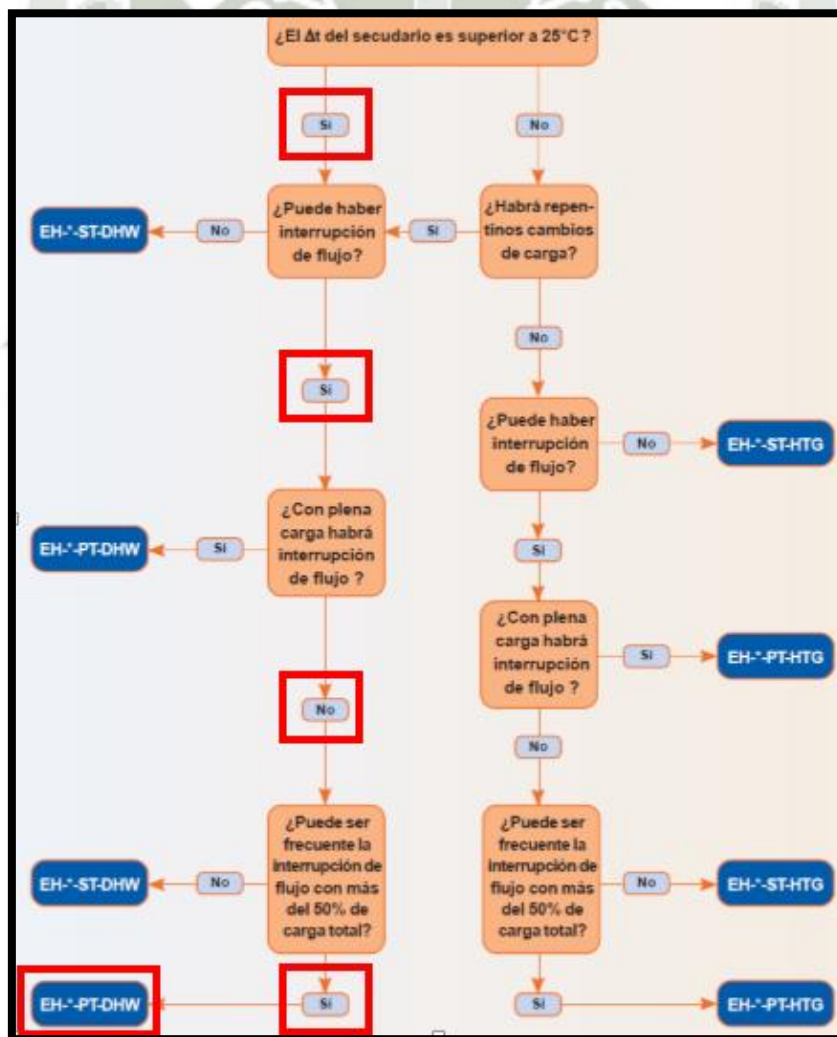 ¿El Δt del secudario es superior a 25°C?
Si
No
¿Puede haber
interrupción
de flujo?
¿Habrá repen-
tinos cambios
de carga?
EH-*-ST-DHW
No
Si
No
Si
¿Puede haber
interrupción
de flujo?
No
EH-*-ST-HTG
¿Con plena
carga habrá
interrupción
de flujo ?
EH-*-PT-DHW
Si
Si
¿Con plena
carga habrá
interrupción
de flujo ?
Si
EH-*-PT-HTG
No
No
¿Puede ser
frecuente la
interrupción de
flujo con más
del 50% de
carga total?
¿Puede ser
frecuente la
interrupción de
flujo con más
del 50% de
carga total?
EH-*-ST-DHW
No
No
EH-*-ST-HTG
EH-*-PT-DHW
Si
Si
EH-*-PT-HTG